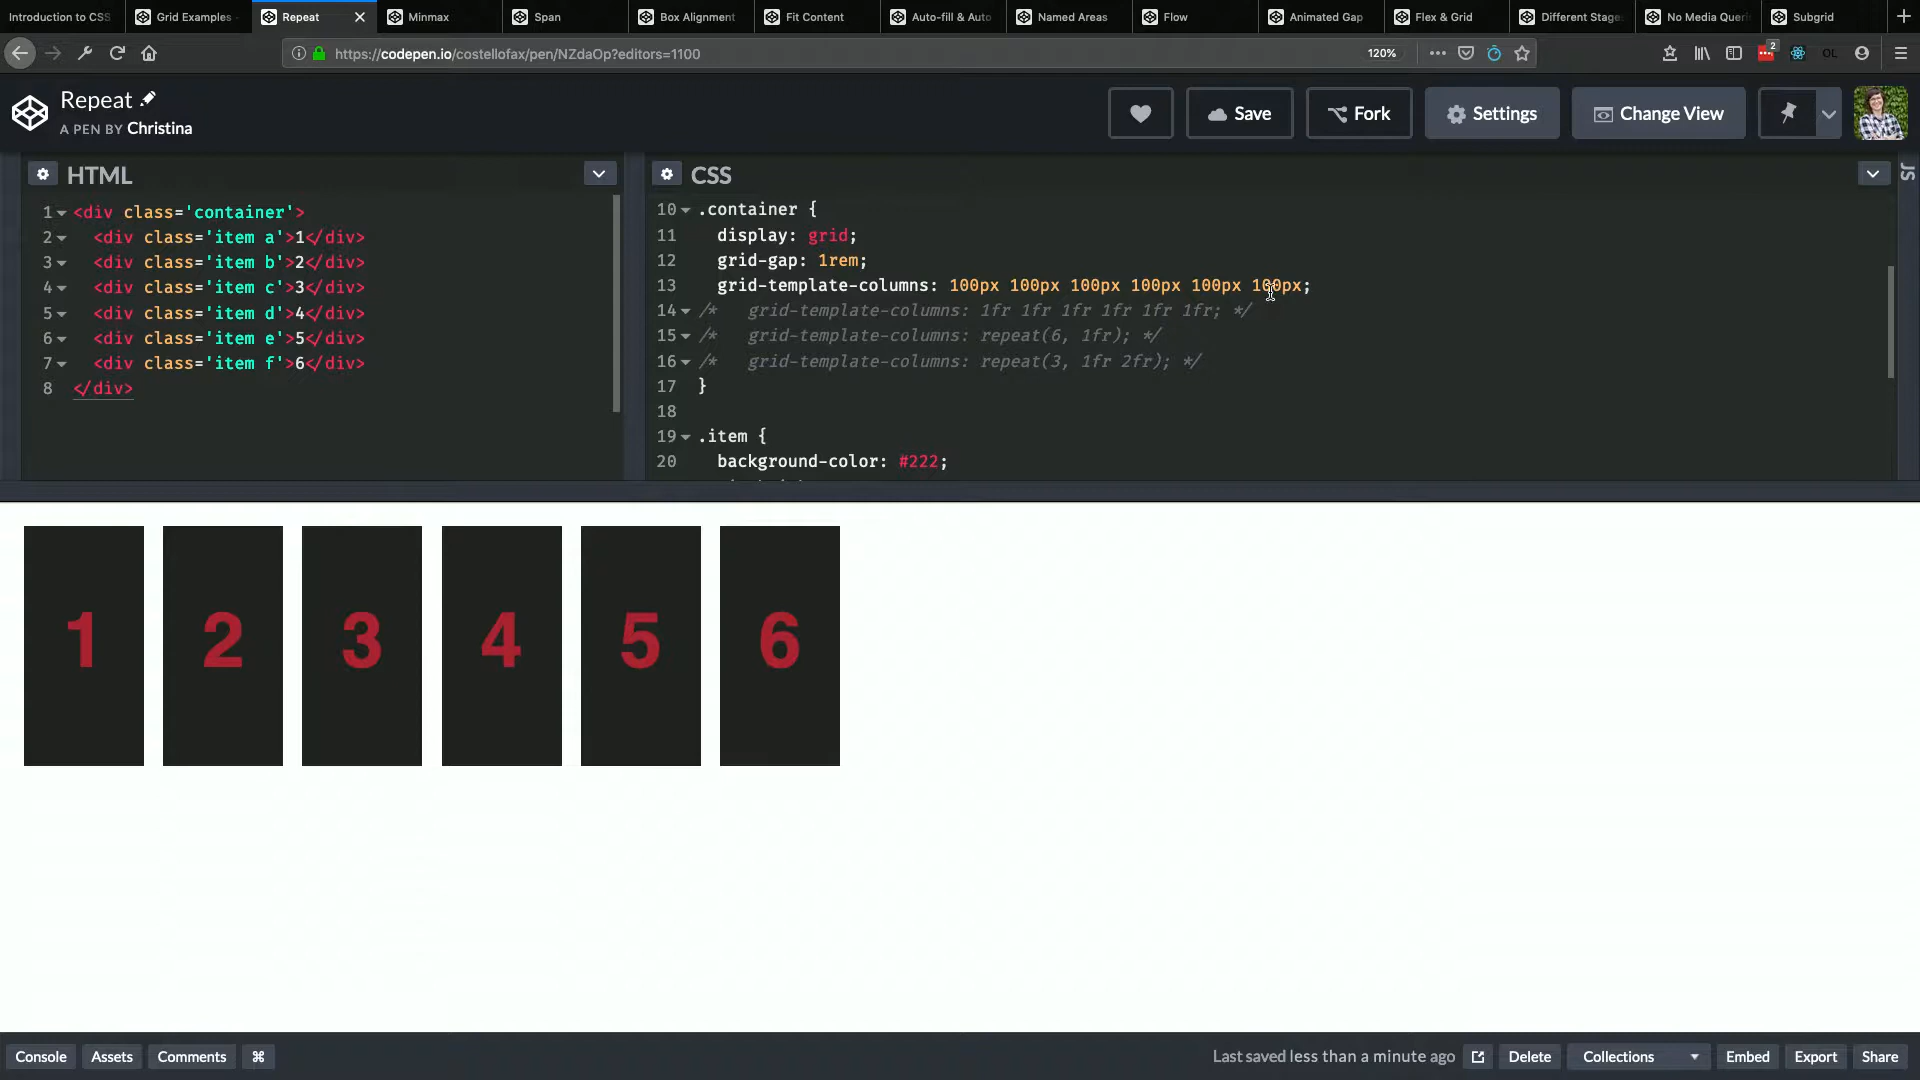 Introduction to CSS
Grid Examples -
Repeat
Minmax
Span
Box Alignment
Fit Content
Auto-fill & Auto
Named Areas
Flow
Animated Gap
Flex & Grid
Different Stage
No Media Queri
Subgrid
https://codepen.io/costellofax/pen/NZdaOp?editors=1100
120%
2
OL
Repeat
A PEN BY Christina
Save
Fork
Settings
Change View
HTML
1 <div class='container'>
2 <div class='item a'>1</div>
3 <div class='item b'>2</div>
4 <div class='item c'>3</div>
5 <div class='item d'>4</div>
6 <div class='item e'>5</div>
7 <div class='item f'>6</div>
8 </div>
CSS
JS
10 .container {
11 display: grid;
12 grid-gap: 1rem;
13 grid-template-columns: 100px 100px 100px 100px 100px 100px;
14 /* grid-template-columns: 1fr 1fr 1fr 1fr 1fr 1fr; */
15 /* grid-template-columns: repeat(6, 1fr); */
16 /* grid-template-columns: repeat(3, 1fr 2fr); */
17 }
18
19 .item {
20 background-color: #222;
1 2 3 4 5 6
Console
Assets
Comments
⌘
Last saved less than a minute ago
Delete
Collections
Embed
Export
Share